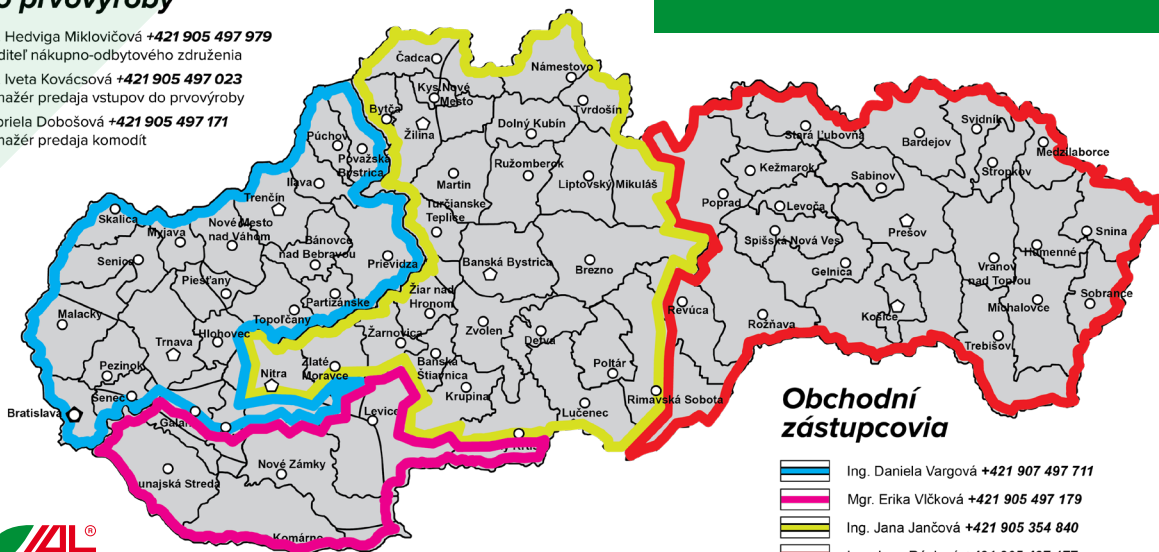 o prvovýroby
Hedviga Miklovičová +421 905 497 979
diteľ nákupno-odbytového združenia
Iveta Kovácsová +421 905 497 023
mažér predaja vstupov do prvovýroby
briela Dobošová +421 905 497 171
mažér predaja komodít
Čadca
Námestovo
Kys.Nové
Mesto
Bytča
Tvrdošín
Žilina
Dolný Kubín
Púchov
Považská
Bystrica
Ružomberok
Ilava
Martin
Liptovský Mikuláš
Trenčín
Turčianske
Teplice
Skalica
Myjava
Nové Mesto
nad Váhom
Bánovce
nad Bebravou
Senica
Prievidza
Banská Bystrica
Brezno
Piešťany
Partizánske
Žiar nad
Hronom
Malacky
Topoľčany
Hlohovec
Žarnovica
Zvolen
Detva
Trnava
Pezinok
Nitra
Zlaté
Moravce
Banská
Štiavnica
Poltár
Krupina
Senec
Bratislava
Levice
Lučenec
Rimavská Sobota
Nové Zámky
unajská Streda
Komárno
Stará Ľubovňa
Bardejov
Svidník
Medzilaborce
Stropkov
Kežmarok
Sabinov
Poprad
Levoča
Prešov
Snina
Spišská Nová Ves
Humenné
Gelnica
Vranov
nad Topľou
Revúca
Rožňava
Košice
Michalovce
Sobrance
Trebišov
Obchodní
zástupcovia
Ing. Daniela Vargová +421 907 497 711
Mgr. Erika Vlčková +421 905 497 179
Ing. Jana Jančová +421 905 354 840
®